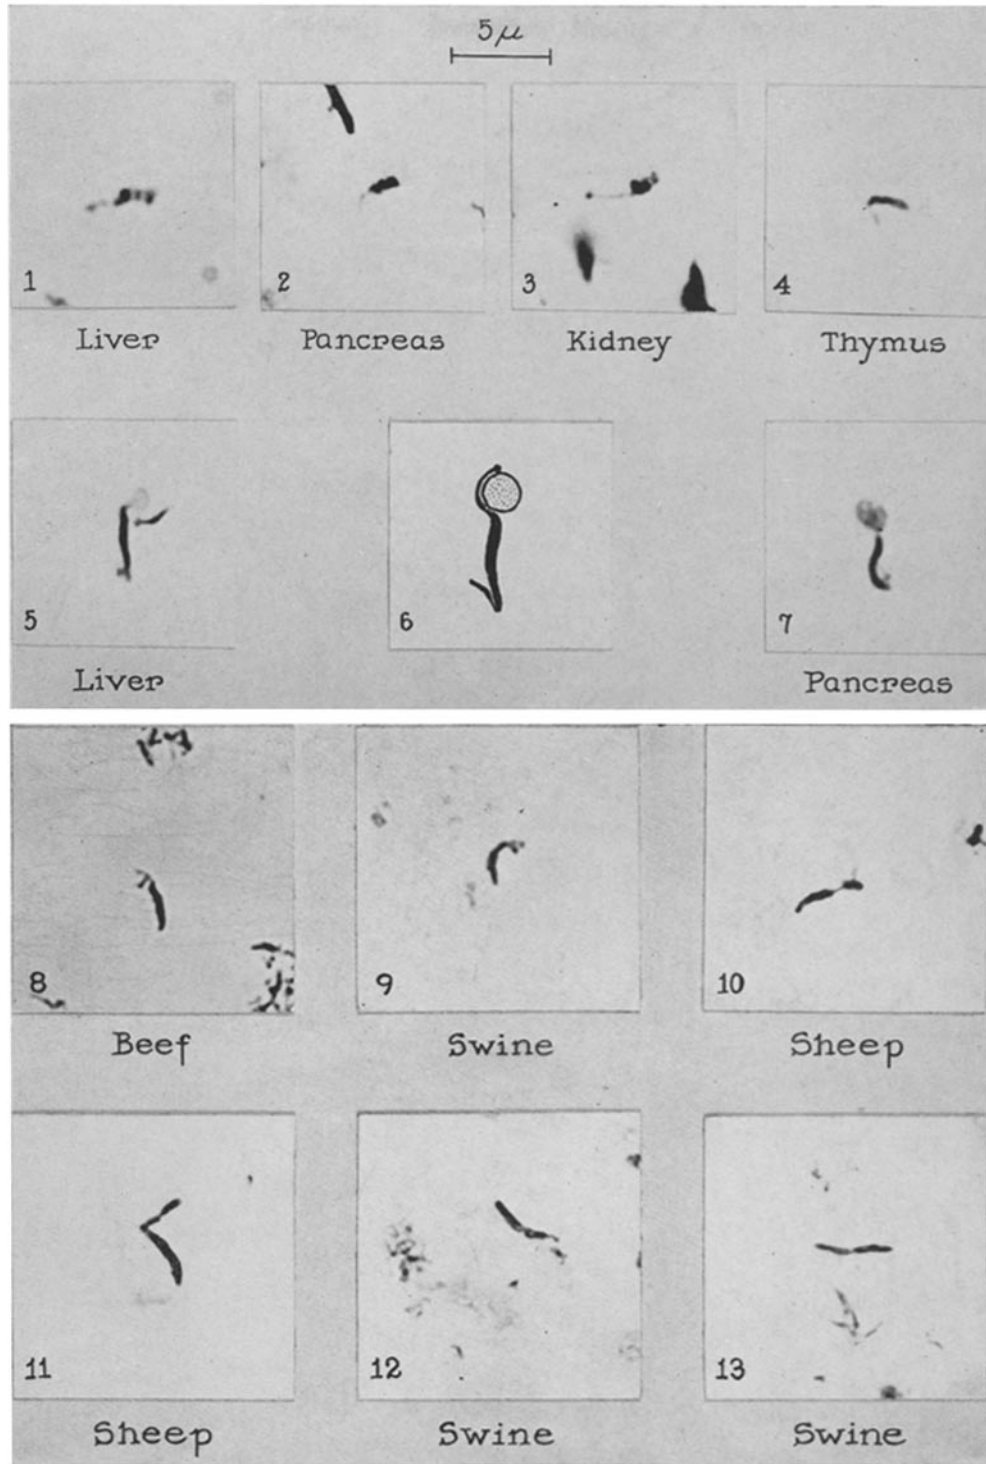 5μ
1 2 3 4
Liver Pancreas Kidney Thymus
5 6 7
Liver Pancreas
8 9 10
Beef Swine Sheep
11 12 13
Sheep Swine Swine